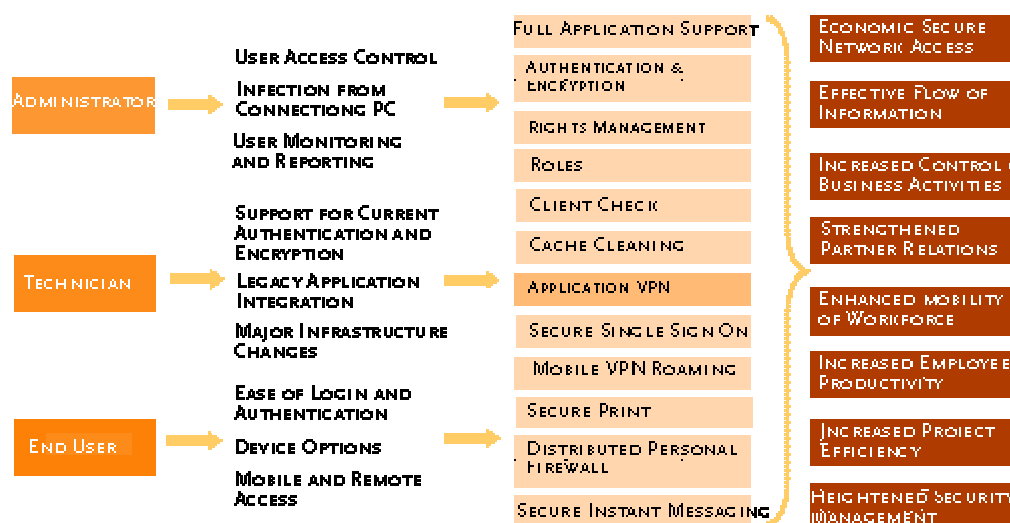 ADMINISTRATOR
USER ACCESS CONTROL
INFECTION FROM
CONNECTIONG PC
USER MONITORING
AND REPORTING
TECHNICIAN
SUPPORT FOR CURRENT
AUTHENTICATION AND
ENCRYPTION
LEGACY APPLICATION
INTEGRATION
MAJOR INFRASTRUCTURE
CHANGES
END USER
EASE OF LOGIN AND
AUTHENTICATION
DEVICE OPTIONS
MOBILE AND REMOTE
ACCESS
FULL APPLICATION SUPPORT
AUTHENTICATION &
ENCRYPTION
RIGHTS MANAGEMENT
ROLES
CLIENT CHECK
CACHE CLEANING
APPLICATION VPN
SECURE SINGLE SIGN ON
MOBILE VPN ROAMING
SECURE PRINT
DISTRIBUTED PERSONAL
FIREWALL
SECURE INSTANT MESSAGING
ECONOMIC SECURE
NETWORK ACCESS
EFFECTIVE FLOW OF
INFORMATION
INCREASED CONTROL
BUSINESS ACTIVITIES
STRENGTHENED
PARTNER RELATIONS
ENHANCED MOBILITY
OF WORKFORCE
INCREASED EMPLOYEE
PRODUCTIVITY
INCREASED PROJECT
EFFICIENCY
HEIGHTENED SECURITY
MANAGEMENT